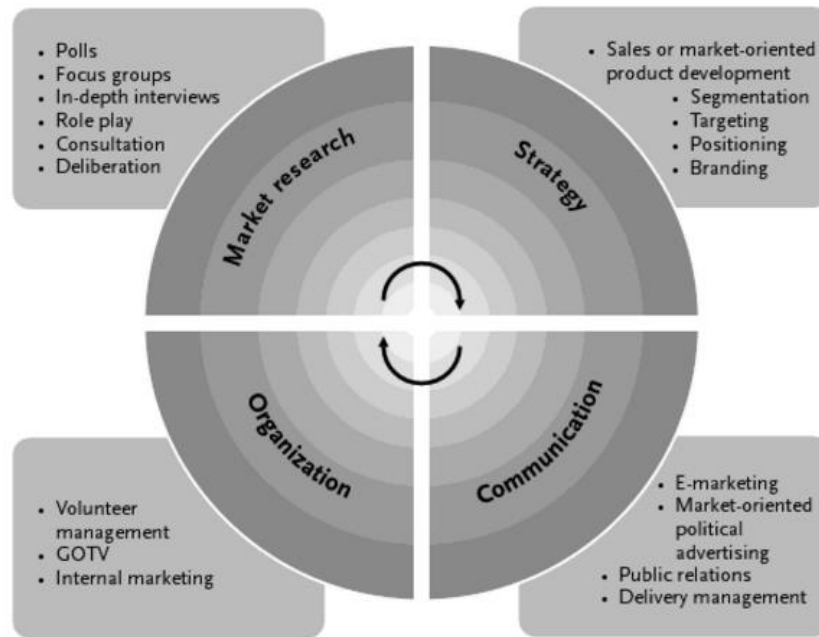 • Polls
• Focus groups
• In-depth interviews
• Role play
• Consultation
• Deliberation
• Sales or market-oriented
product development
• Segmentation
• Targeting
• Positioning
• Branding
Market research
Strategy
Organization
Communication
• Volunteer
management
• GOTV
• Internal marketing
• E-marketing
• Market-oriented
political
advertising
• Public relations
• Delivery management